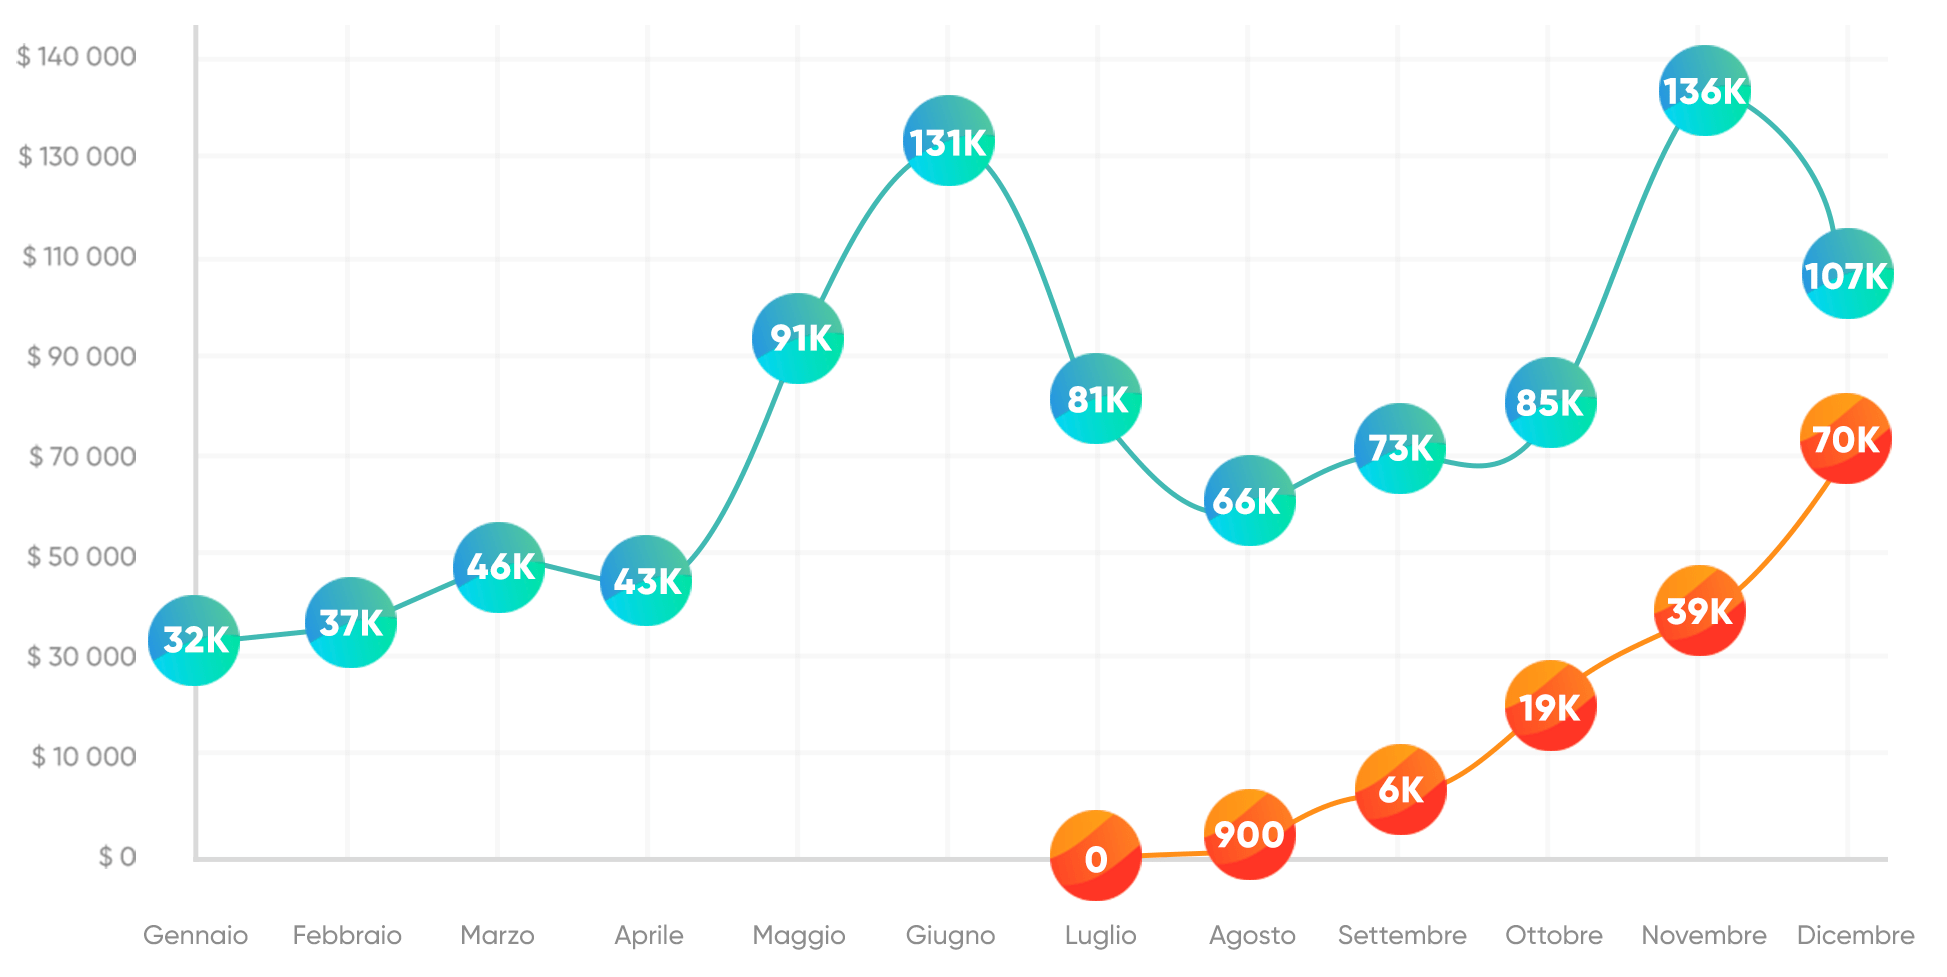 $ 140 000
$ 130 000
$ 110 000
$ 90 000
$ 70 000
$ 50 000
$ 30 000
$ 10 000
$ 0
32K
37K
46K
43K
91K
131K
81K
66K
73K
85K
136K
107K
0
900
6K
19K
39K
70K
Gennaio Febbraio Marzo Aprile Maggio Giugno Luglio Agosto Settembre Ottobre Novembre Dicembre